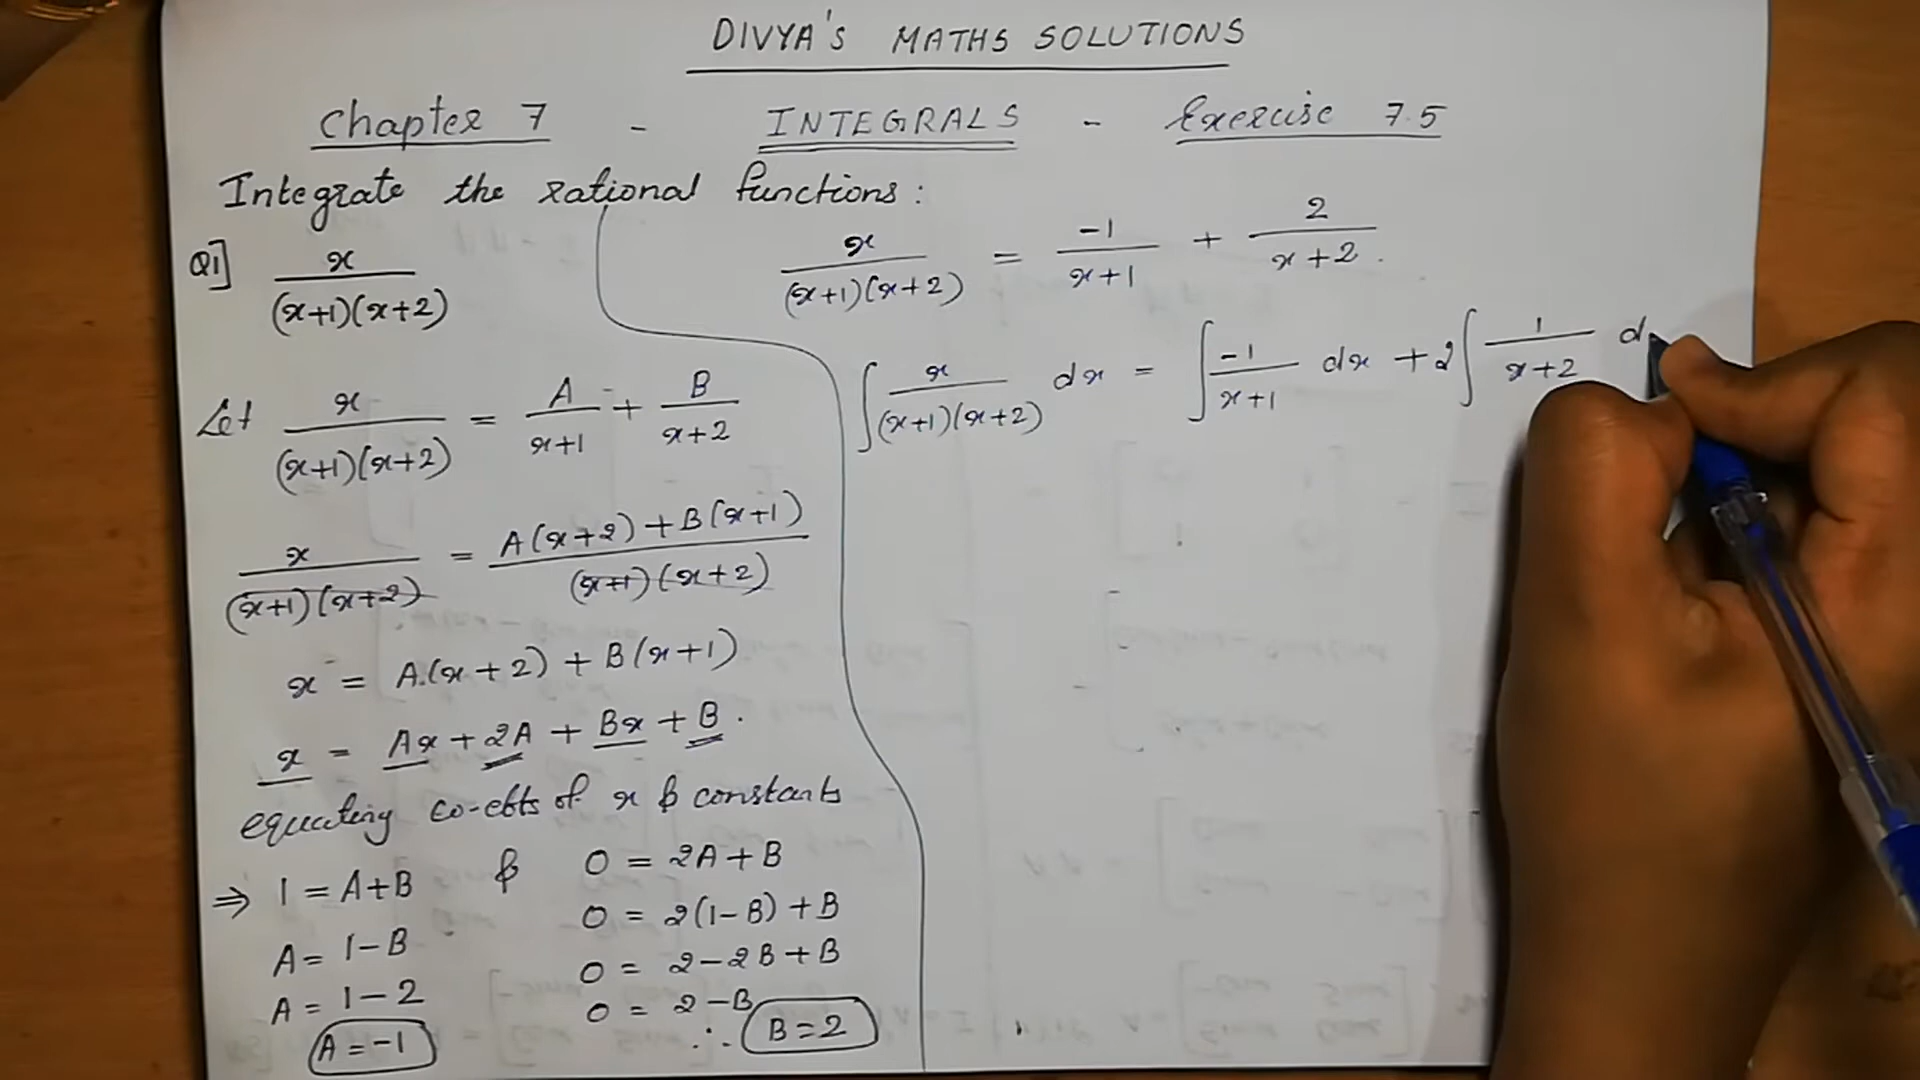 DIVYA'S MATHS SOLUTIONS
Chapter 7 - INTEGRALS - Exercise 7.5
Integrate the rational functions :
Q1] x / (x+1)(x+2)
Let x / (x+1)(x+2) = A / x+1 + B / x+2
x / (x+1)(x+2) = A(x+2) + B(x+1) / (x+1)(x+2)
x = A.(x+2) + B(x+1)
x = Ax + 2A + Bx + B .
equating co-effts of x & constants
⇒ 1 = A+B & 0 = 2A + B
A = 1-B 0 = 2(1-B) + B
A = 1-2 0 = 2-2B+B
A = -1 0 = 2-B
∴ B = 2
x / (x+1)(x+2) = -1 / x+1 + 2 / x+2 .
∫ x / (x+1)(x+2) dx = ∫ -1 / x+1 dx + 2 ∫ 1 / x+2 d